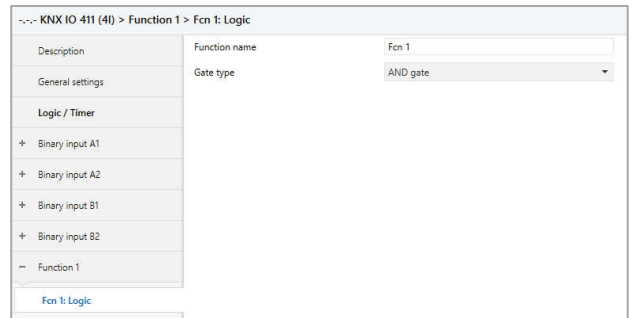 -.-.- KNX IO 411 (4I) > Function 1 > Fcn 1: Logic
Description
General settings
Logic / Timer
+ Binary input A1
+ Binary input A2
+ Binary input B1
+ Binary input B2
− Function 1
Fcn 1: Logic
Function name Fcn 1
Gate type AND gate